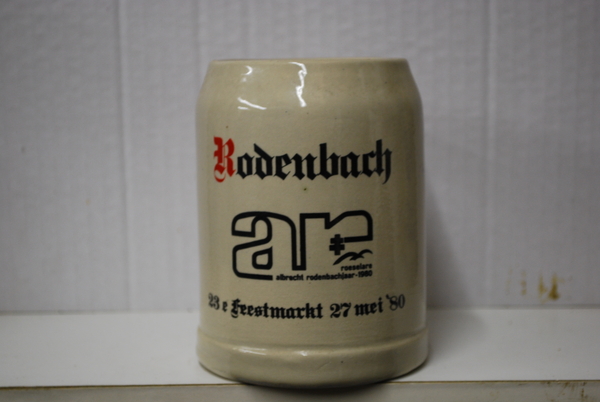 Rodenbach
ar
roeselare
albrecht rodenbachjaar-1980
23e Feestmarkt 27 mei '80